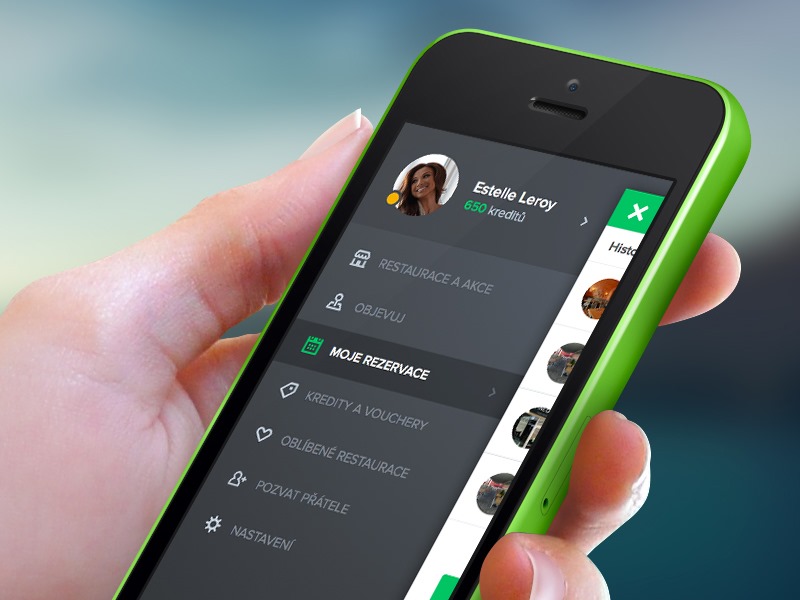 Estelle Leroy
650 kreditů
Histo
RESTAURACE A AKCE
OBJEVUJ
MOJE REZERVACE
KREDITY A VOUCHERY
OBLÍBENÉ RESTAURACE
POZVAT PŘÁTELE
NASTAVENÍ